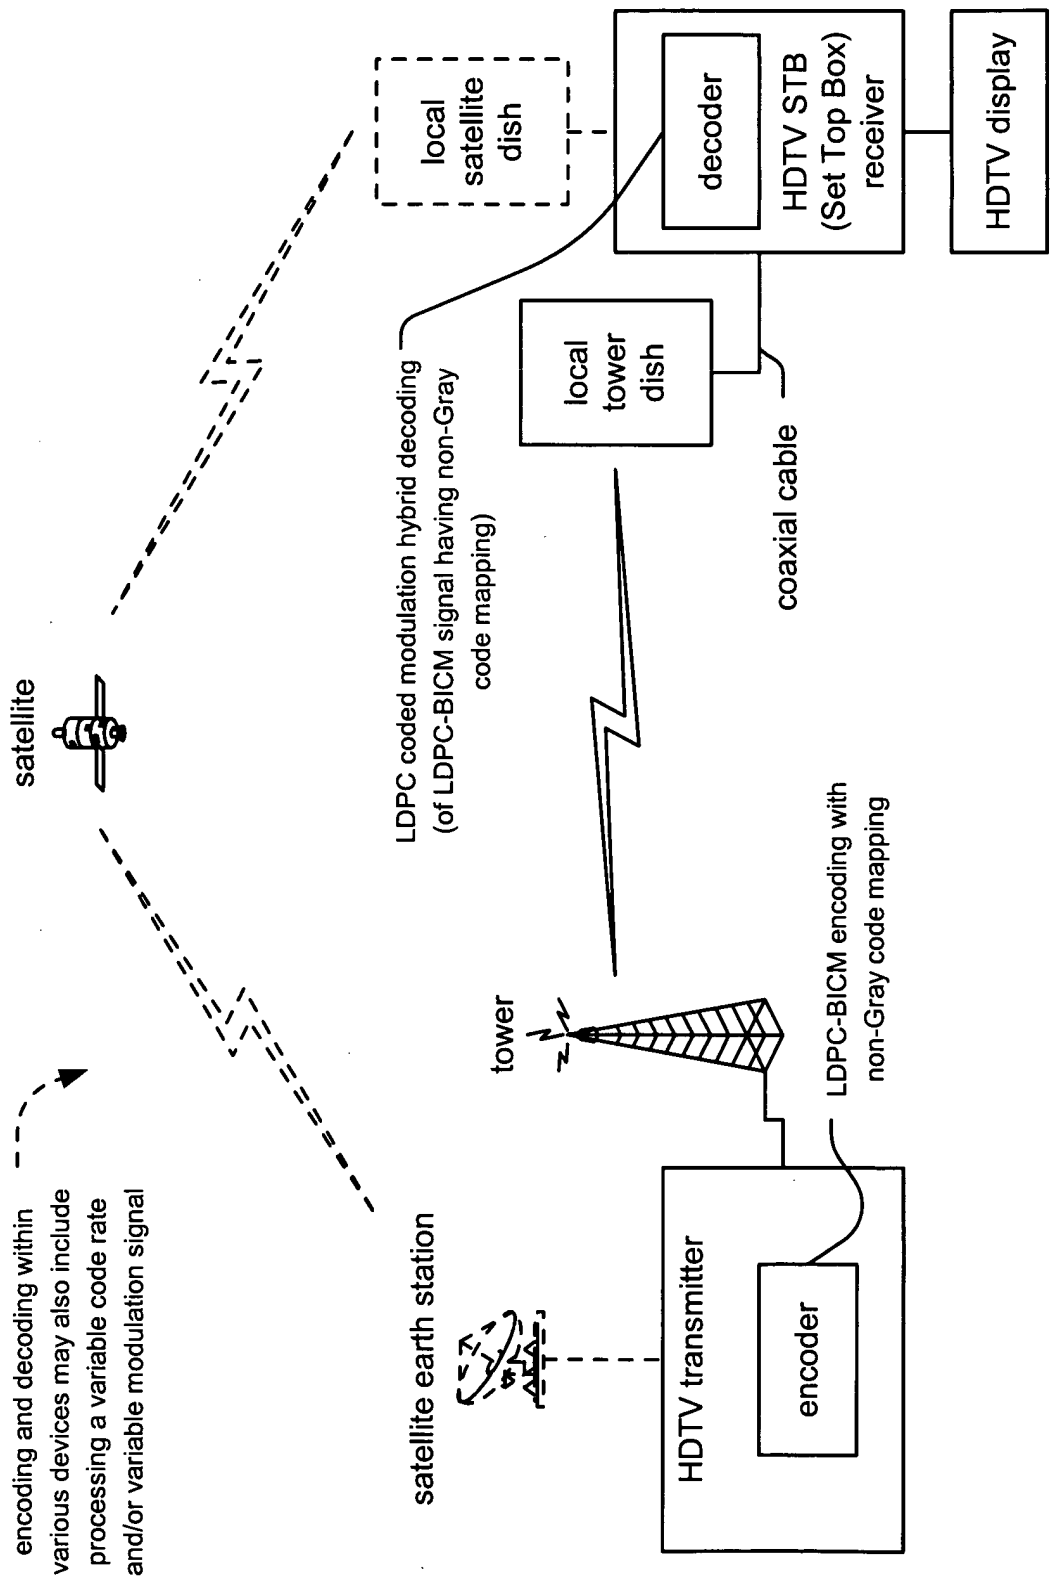 encoding and decoding within
various devices may also include
processing a variable code rate
and/or variable modulation signal
satellite
satellite earth station
HDTV transmitter
encoder
tower
LDPC-BICM encoding with
non-Gray code mapping
LDPC coded modulation hybrid decoding
(of LDPC-BICM signal having non-Gray
code mapping)
local
tower
dish
coaxial cable
local
satellite
dish
decoder
HDTV STB
(Set Top Box)
receiver
HDTV display